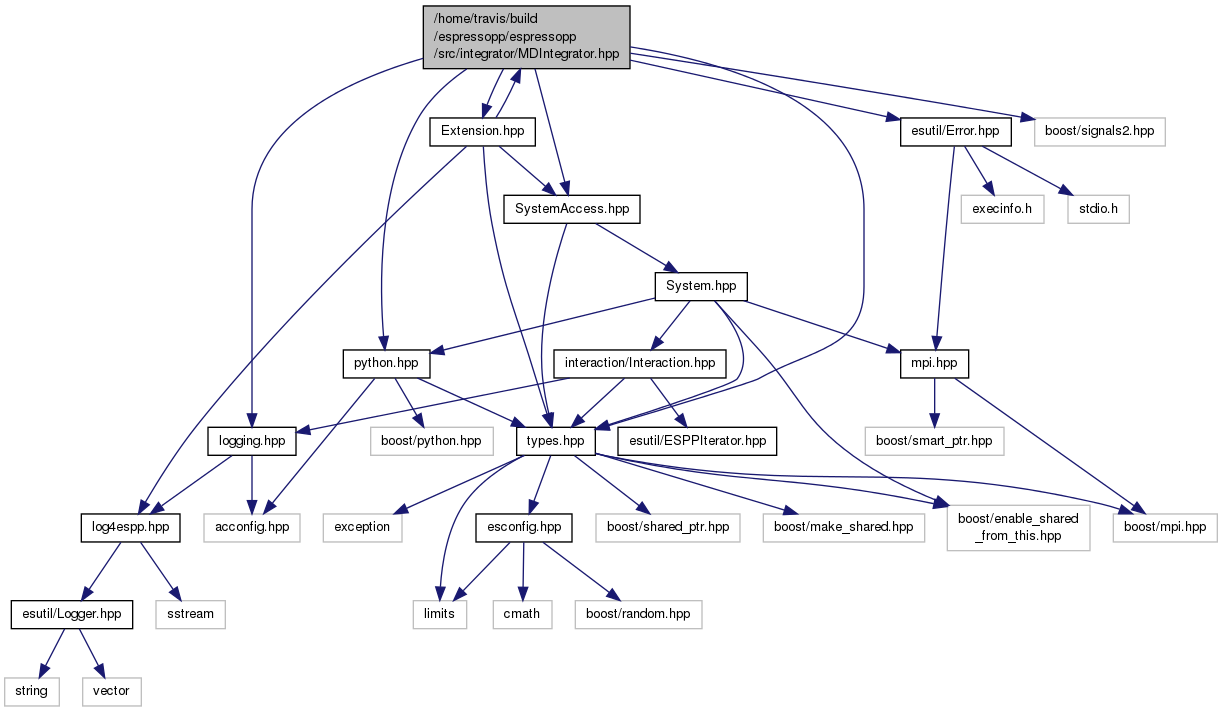 /home/travis/build
/espressopp/espressopp
/src/integrator/MDIntegrator.hpp
Extension.hpp
esutil/Error.hpp
boost/signals2.hpp
SystemAccess.hpp
execinfo.h
stdio.h
System.hpp
python.hpp
interaction/Interaction.hpp
mpi.hpp
logging.hpp
boost/python.hpp
types.hpp
esutil/ESPPIterator.hpp
boost/smart_ptr.hpp
log4espp.hpp
acconfig.hpp
exception
esconfig.hpp
boost/shared_ptr.hpp
boost/make_shared.hpp
boost/enable_shared
_from_this.hpp
boost/mpi.hpp
esutil/Logger.hpp
sstream
limits
cmath
boost/random.hpp
string
vector